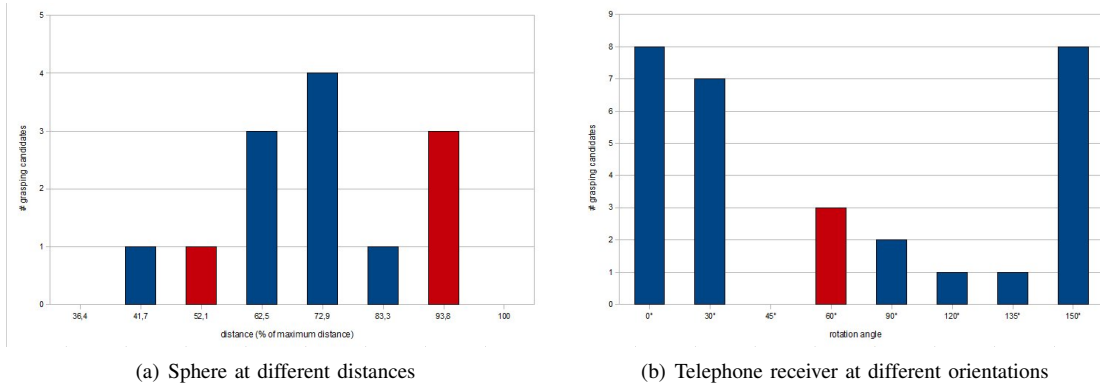 5
4
3
2
1
0
# grasping candidates
36,4 41,7 52,1 62,5 72,9 83,3 93,8 100
distance (% of maximum distance)
(a) Sphere at different distances
9
8
7
6
5
4
3
2
1
0
# grasping candidates
0° 30° 45° 60° 90° 120° 135° 150°
rotation angle
(b) Telephone receiver at different orientations